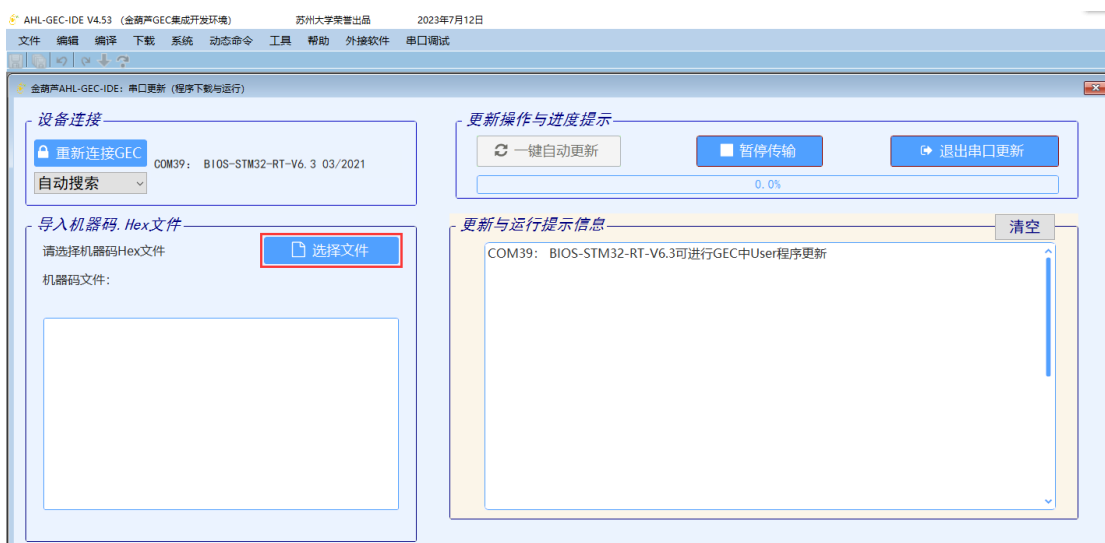 AHL-GEC-IDE V4.53 （金葫芦GEC集成开发环境） 苏州大学荣誉出品 2023年7月12日
文件 编辑 编译 下载 系统 动态命令 工具 帮助 外接软件 串口调试
金葫芦AHL-GEC-IDE：串口更新（程序下载与运行）
设备连接
重新连接GEC
COM39： BIOS-STM32-RT-V6.3 03/2021
自动搜索
更新操作与进度提示
一键自动更新 暂停传输 退出串口更新
0.0%
导入机器码.Hex文件
请选择机器码Hex文件 选择文件
机器码文件：
更新与运行提示信息 清空
COM39： BIOS-STM32-RT-V6.3可进行GEC中User程序更新